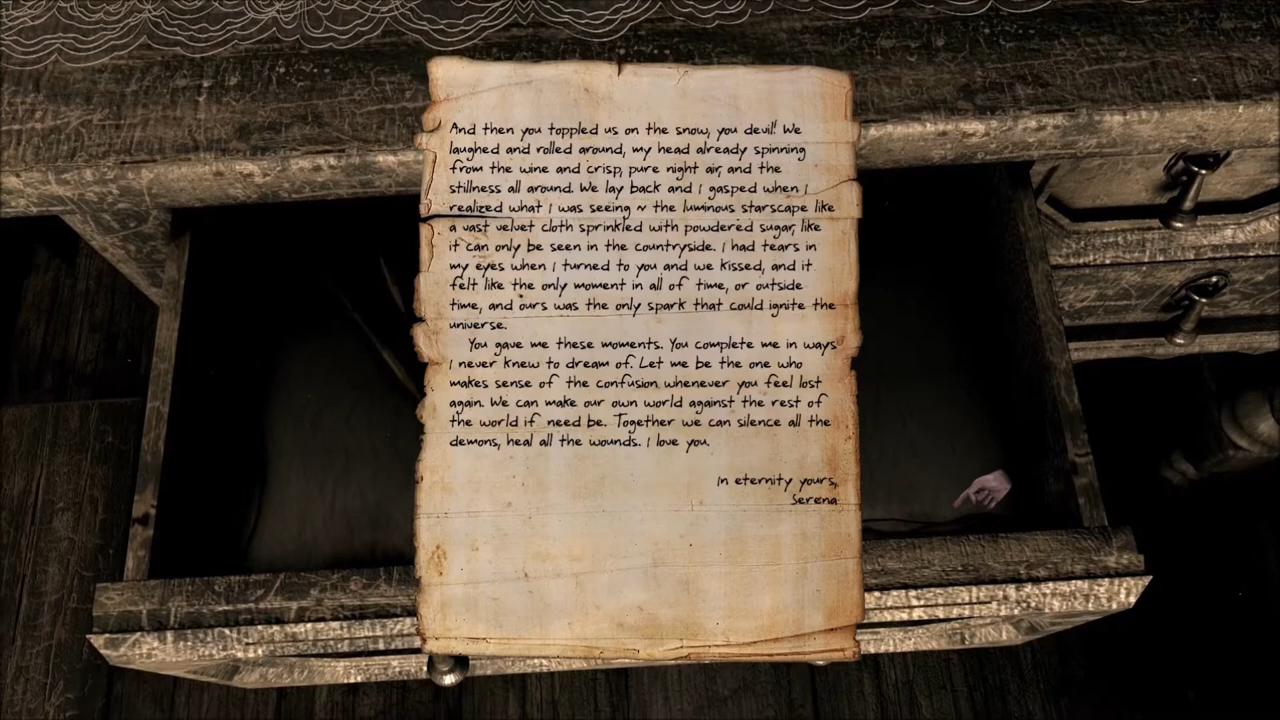 And then you toppled us on the snow, you devil! We
laughed and rolled around, my head already spinning
from the wine and crisp, pure night air, and the
stillness all around. We lay back and I gasped when I
realized what I was seeing ~ the luminous starscape like
a vast velvet cloth sprinkled with powdered sugar, like
it can only be seen in the countryside. I had tears in
my eyes when I turned to you and we kissed, and it
felt like the only moment in all of time, or outside
time, and ours was the only spark that could ignite the
universe.
You gave me these moments. You complete me in ways
I never knew to dream of. Let me be the one who
makes sense of the confusion whenever you feel lost
again. We can make our own world against the rest of
the world if need be. Together we can silence all the
demons, heal all the wounds. I love you.
In eternity yours,
Serena